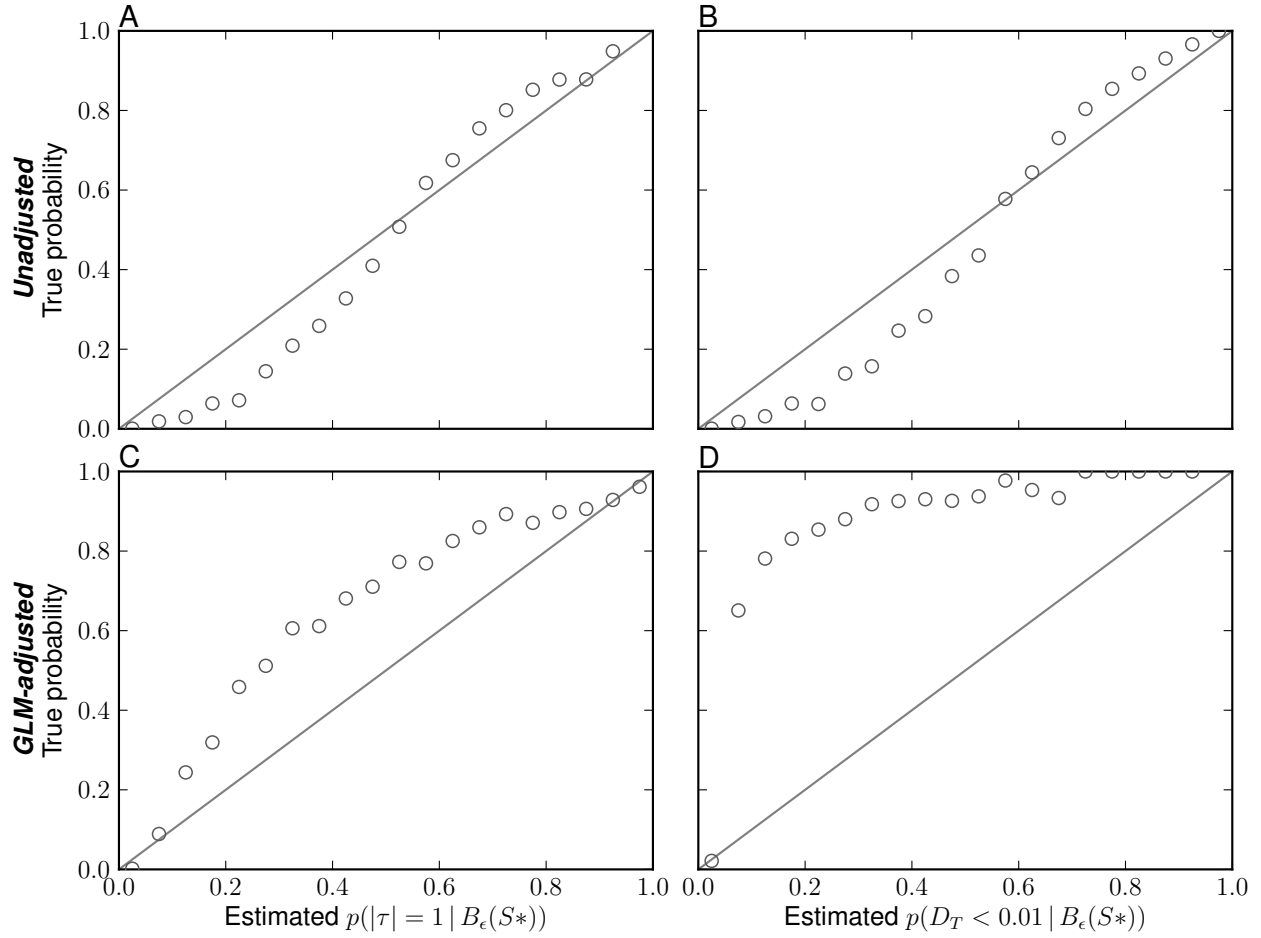 A
B
1.0
0.8
0.6
0.4
0.2
0.0
Unadjusted
True probability
C
D
1.0
0.8
0.6
0.4
0.2
0.0
GLM-adjusted
True probability
0.0 0.2 0.4 0.6 0.8 1.0
0.0 0.2 0.4 0.6 0.8 1.0
Estimated p(|τ| = 1 | B_ϵ(S∗))
Estimated p(D_T < 0.01 | B_ϵ(S∗))